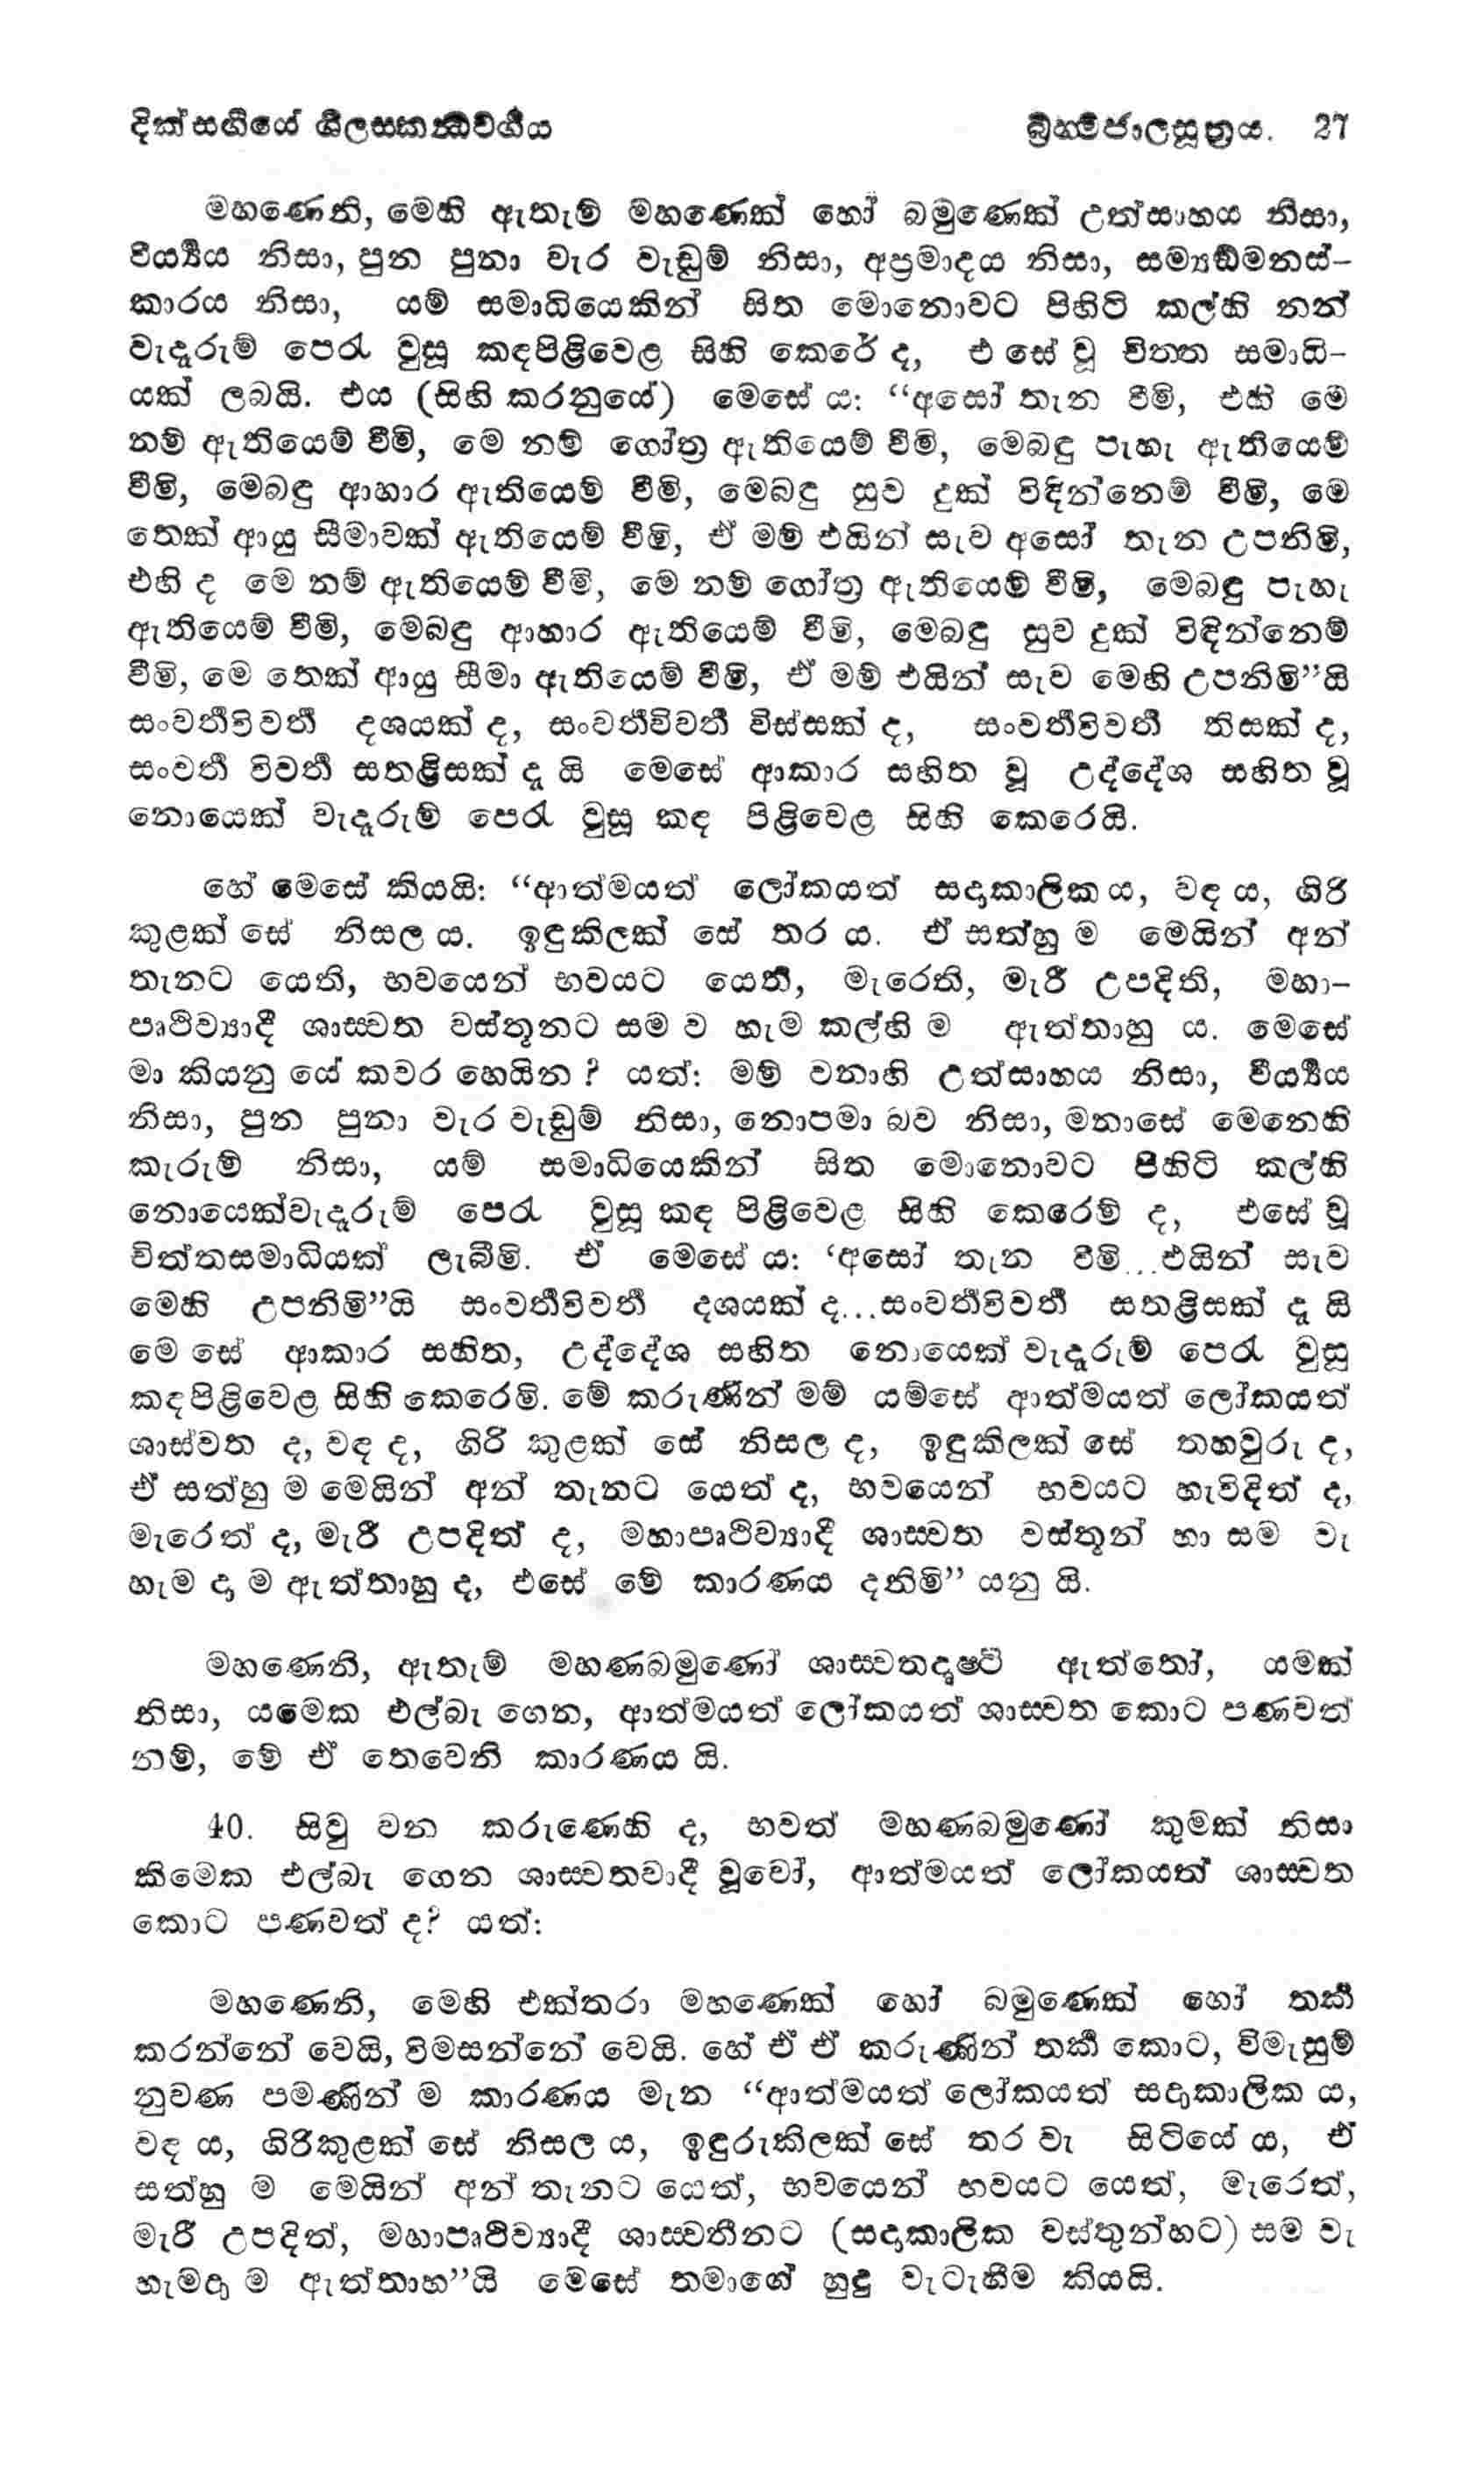 දික්සඟියේ ශීලස්කන්‍ධවර්‍ගය බ්‍රහ්මජාලසූත්‍රය. 27
මහණෙනි, මෙහි ඇතැම් මහණෙක් හෝ බමුණෙක් උත්සාහය නිසා,
වීර්‍ය්‍යය නිසා, පුන පුනා වැර වැඩුම් නිසා, අප්‍රමාදය නිසා, සම්‍යඞ්මනස්-
කාරය නිසා, යම් සමාධියෙකින් සිත මොනොවට පිහිටි කල්හි නන්
වැදෑරුම් පෙරැ වුසූ කඳපිළිවෙළ සිහි කෙරේ ද, එ සේ වූ චිත්ත සමාධි-
යක් ලබයි. එය (සිහි කරනුයේ) මෙසේ ය: “අසෝ තැන වීමි, එහි මේ
නම් ඇතියෙම් වීමි, මෙ නම් ගෝත්‍ර ඇතියෙම් වීමි, මෙබඳු පැහැ ඇතියෙම්
වීමි, මෙබඳු ආහාර ඇතියෙම් වීමි, මෙබඳු සුව දුක් විඳින්නෙම් වීමි, මෙ
තෙක් ආයු සීමාවක් ඇතියෙම් වීමි, ඒ මම් එයින් සැව අසෝ තැන උපනිමි,
එහි ද මෙ නම් ඇතියෙම් වීමි, මෙ නම් ගෝත්‍ර ඇතියෙම් වීමි, මෙබඳු පැහැ
ඇතියෙම් වීමි, මෙබඳු ආහාර ඇතියෙම් වීමි, මෙබඳු සුව දුක් විඳින්නෙම්
වීමි, මෙ තෙක් ආයු සීමා ඇතියෙම් වීමි, ඒ මම් එයින් සැව මෙහි උපනිමි”යි
සංවර්‍තවිවර්‍ත දශයක් ද, සංවර්‍තවිවර්‍ත විස්සක් ද, සංවර්‍තවිවර්‍ත තිසක් ද,
සංවර්‍ත විවර්‍ත සතළිසක් දැ යි මෙසේ ආකාර සහිත වූ උද්දේශ සහිත වූ
නොයෙක් වැදෑරුම් පෙරැ වුසූ කඳ පිළිවෙළ සිහි කෙරෙයි.
හේ මෙසේ කියයි: “ආත්මයත් ලෝකයත් සදාකාලික ය, වඳ ය, ගිරි
කුළක් සේ නිසල ය. ඉඳුකිලක් සේ තර ය. ඒ සත්හු ම මෙයින් අන්
තැනට යෙති, භවයෙන් භවයට යෙති, මැරෙති, මැරී උපදිති, මහා-
පෘථිව්‍යාදී ශාස්වත වස්තූනට සම ව හැම කල්හි ම ඇත්තාහු ය. මෙසේ
මා කියනු යේ කවර හෙයින? යත්: මම් වනාහි උත්සාහය නිසා, වීර්‍ය්‍යය
නිසා, පුන පුනා වැර වැඩුම් නිසා, නොපමා බව නිසා, මනාසේ මෙනෙහි
කැරුම් නිසා, යම් සමාධියෙකින් සිත මොනොවට පිහිටි කල්හි
නොයෙක්වැදෑරුම් පෙරැ වුසූ කඳ පිළිවෙළ සිහි කෙරෙම් ද, එසේ වූ
චිත්තසමාධියක් ලැබීමි. ඒ මෙසේ ය: ‘අසෝ තැන වීමි...එයින් සැව
මෙහි උපනිමි”යි සංවර්‍තවිවර්‍ත දශයක් ද...සංවර්‍තවිවර්‍ත සතළිසක් දැ යි
මෙ සේ ආකාර සහිත, උද්දේශ සහිත නොයෙක් වැදෑරුම් පෙරැ වුසූ
කඳපිළිවෙළ සිහි කෙරෙමි. මේ කරුණින් මම් යම්සේ ආත්මයත් ලෝකයත්
ශාස්වත ද, වඳ ද, ගිරි කුළක් සේ නිසල ද, ඉඳුකිලක් සේ තහවුරු ද,
ඒ සත්හු ම මෙයින් අන් තැනට යෙත් ද, භවයෙන් භවයට හැවිදිත් ද,
මැරෙත් ද, මැරී උපදිත් ද, මහාපෘථිව්‍යාදී ශාස්වත වස්තූන් හා සම වැ
හැම දා ම ඇත්තාහු ද, එසේ මේ කාරණය දනිමි” යනු යි.
මහණෙනි, ඇතැම් මහණබමුණෝ ශාස්වතදෘෂ්ටි ඇත්තෝ, යමක්
නිසා, යමෙක එල්බැ ගෙන, ආත්මයත් ලෝකයත් ශාස්වත කොට පණවත්
නම්, මේ ඒ තෙවෙනි කාරණය යි.
40. සිවු වන කරුණෙහි ද, භවත් මහණබමුණෝ කුමක් නිසා
කිමෙක එල්බැ ගෙන ශාස්වතවාදී වූවෝ, ආත්මයත් ලෝකයත් ශාස්වත
කොට පණවත් ද? යත්:
මහණෙනි, මෙහි එක්තරා මහණෙක් හෝ බමුණෙක් හෝ තර්‍ක
කරන්නේ වෙයි, විමසන්නේ වෙයි. හේ ඒ ඒ කරුණින් තර්‍ක කොට, විමැසුම්
නුවණ පමණින් ම කාරණය මැන “ආත්මයත් ලෝකයත් සදාකාලික ය,
වඳ ය, ගිරිකුළක් සේ නිසල ය, ඉඳුරුකිලක් සේ තර වැ සිටියේ ය, ඒ
සත්හු ම මෙයින් අන් තැනට යෙත්, භවයෙන් භවයට යෙත්, මැරෙත්,
මැරී උපදිත්, මහාපෘථිව්‍යාදී ශාස්වතීනට (සදාකාලික වස්තුන්හට) සම වැ
හැමදා ම ඇත්තාහ”යි මෙසේ තමාගේ හුදු වැටැහීම කියයි.